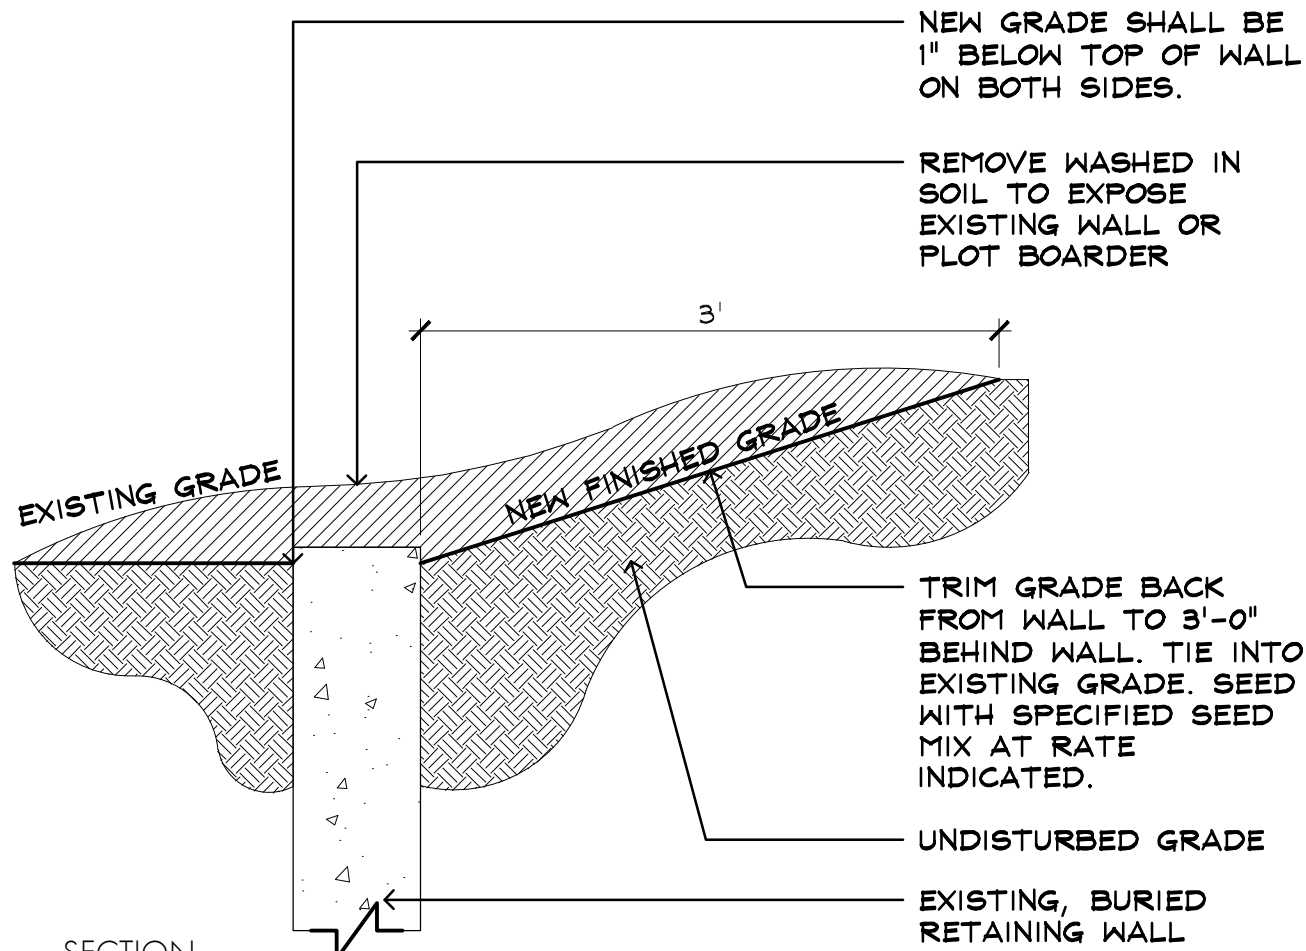 NEW GRADE SHALL BE
1" BELOW TOP OF WALL
ON BOTH SIDES.
REMOVE WASHED IN
SOIL TO EXPOSE
EXISTING WALL OR
PLOT BOARDER
3'
EXISTING GRADE
NEW FINISHED GRADE
TRIM GRADE BACK
FROM WALL TO 3'-0"
BEHIND WALL. TIE INTO
EXISTING GRADE. SEED
WITH SPECIFIED SEED
MIX AT RATE
INDICATED.
UNDISTURBED GRADE
EXISTING, BURIED
RETAINING WALL
SECTION